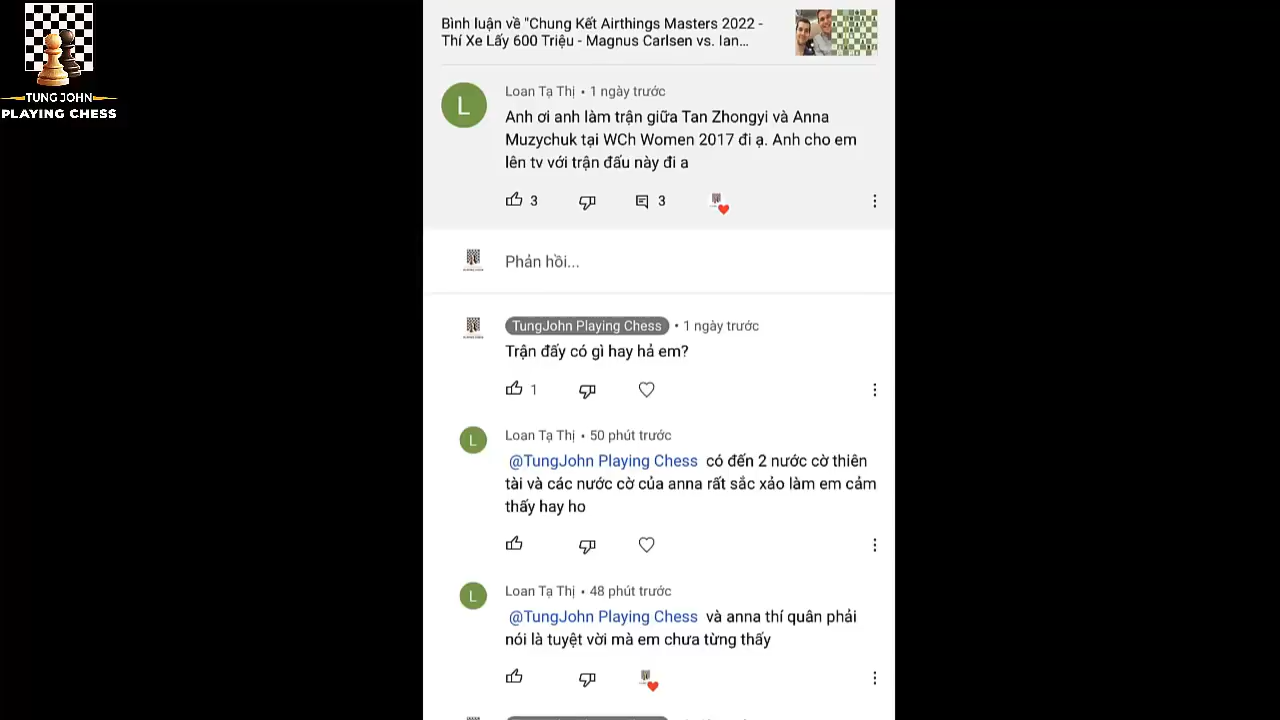 TUNG JOHN
PLAYING CHESS
Bình luận về "Chung Kết Airthings Masters 2022 -
Thí Xe Lấy 600 Triệu - Magnus Carlsen vs. Ian...
L
Loan Tạ Thị • 1 ngày trước
Anh ơi anh làm trận giữa Tan Zhongyi và Anna
Muzychuk tại WCh Women 2017 đi ạ. Anh cho em
lên tv với trận đấu này đi a
3 3
Phản hồi...
TungJohn Playing Chess • 1 ngày trước
Trận đấy có gì hay hả em?
1
L
Loan Tạ Thị • 50 phút trước
@TungJohn Playing Chess có đến 2 nước cờ thiên
tài và các nước cờ của anna rất sắc xảo làm em cảm
thấy hay ho
L
Loan Tạ Thị • 48 phút trước
@TungJohn Playing Chess và anna thí quân phải
nói là tuyệt vời mà em chưa từng thấy